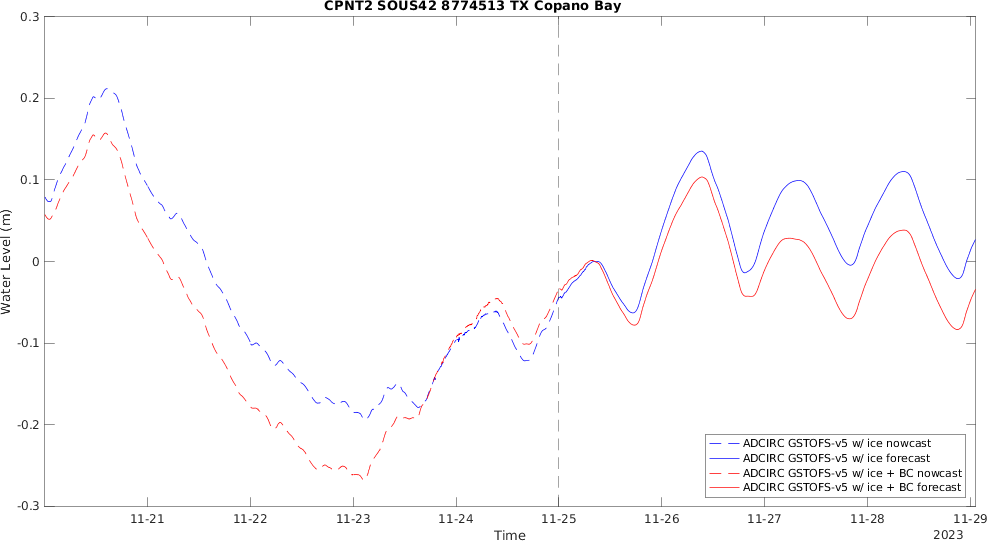 CPNT2 SOUS42 8774513 TX Copano Bay
0.3
0.2
0.1
0
-0.1
-0.2
-0.3
Water Level (m)
11-21 11-22 11-23 11-24 11-25 11-26 11-27 11-28 11-29
Time
2023
ADCIRC GSTOFS-v5 w/ ice nowcast
ADCIRC GSTOFS-v5 w/ ice forecast
ADCIRC GSTOFS-v5 w/ ice + BC nowcast
ADCIRC GSTOFS-v5 w/ ice + BC forecast